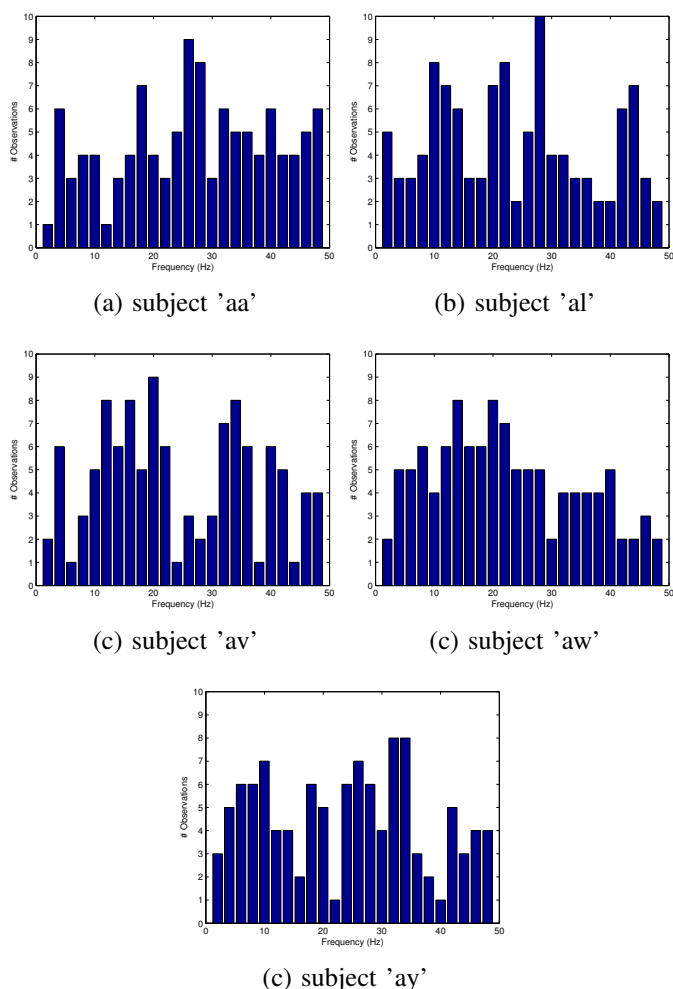 10
9
8
7
6
5
4
3
2
1
0
# Observations
0 10 20 30 40 50
Frequency (Hz)
(a) subject 'aa'
10
9
8
7
6
5
4
3
2
1
0
# Observations
0 10 20 30 40 50
Frequency (Hz)
(b) subject 'al'
10
9
8
7
6
5
4
3
2
1
0
# Observations
0 10 20 30 40 50
Frequency (Hz)
(c) subject 'av'
10
9
8
7
6
5
4
3
2
1
0
# Observations
0 10 20 30 40 50
Frequency (Hz)
(c) subject 'aw'
10
9
8
7
6
5
4
3
2
1
0
# Observations
0 10 20 30 40 50
Frequency (Hz)
(c) subject 'ay'